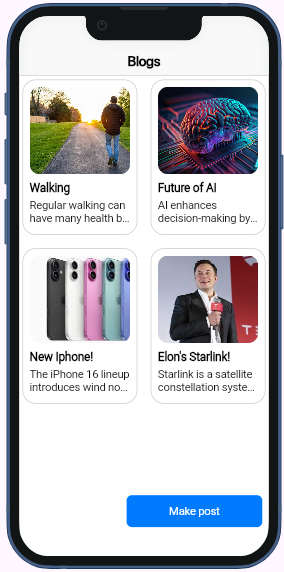 Blogs
Walking
Regular walking can
have many health b...
Future of AI
AI enhances
decision-making by...
New Iphone!
The iPhone 16 lineup
introduces wind no...
Elon's Starlink!
Starlink is a satellite
constellation syste...
Make post